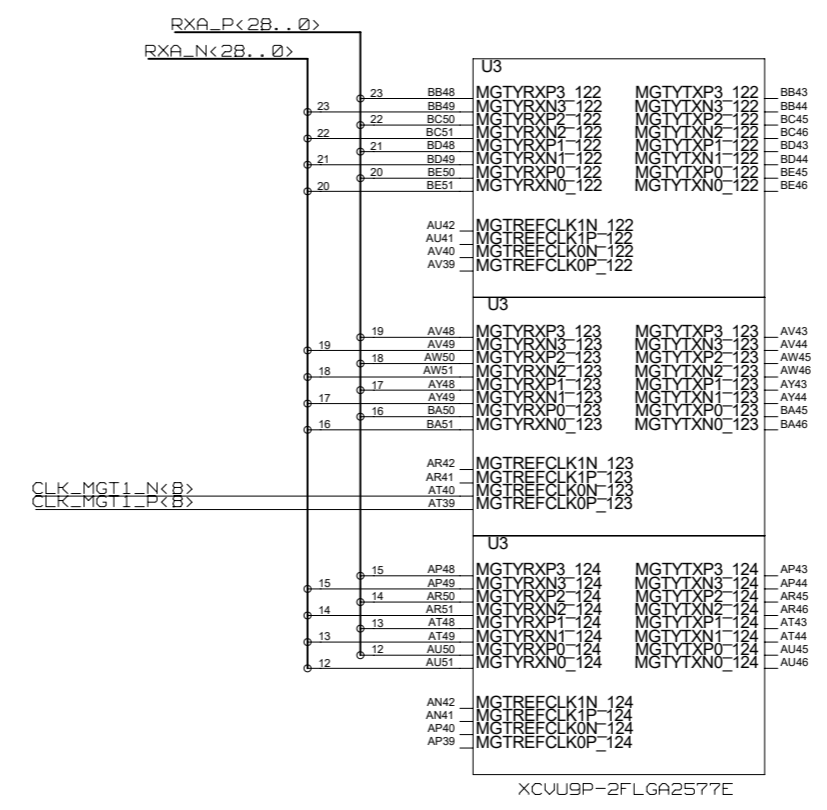 RXA_P<28..0>
RXA_N<28..0>
U3
23 BB48 MGTYRXP3_122 MGTYTXP3_122 BB43
23 BB49 MGTYRXN3_122 MGTYTXN3_122 BB44
22 BC50 MGTYRXP2_122 MGTYTXP2_122 BC45
22 BC51 MGTYRXN2_122 MGTYTXN2_122 BC46
21 BD48 MGTYRXP1_122 MGTYTXP1_122 BD43
21 BD49 MGTYRXN1_122 MGTYTXN1_122 BD44
20 BE50 MGTYRXP0_122 MGTYTXP0_122 BE45
20 BE51 MGTYRXN0_122 MGTYTXN0_122 BE46
AU42 MGTREFCLK1N_122
AU41 MGTREFCLK1P_122
AV40 MGTREFCLK0N_122
AV39 MGTREFCLK0P_122
U3
19 AV48 MGTYRXP3_123 MGTYTXP3_123 AV43
19 AV49 MGTYRXN3_123 MGTYTXN3_123 AV44
18 AW50 MGTYRXP2_123 MGTYTXP2_123 AW45
18 AW51 MGTYRXN2_123 MGTYTXN2_123 AW46
17 AY48 MGTYRXP1_123 MGTYTXP1_123 AY43
17 AY49 MGTYRXN1_123 MGTYTXN1_123 AY44
16 BA50 MGTYRXP0_123 MGTYTXP0_123 BA45
16 BA51 MGTYRXN0_123 MGTYTXN0_123 BA46
AR42 MGTREFCLK1N_123
AR41 MGTREFCLK1P_123
CLK_MGT1_N<8> AT40 MGTREFCLK0N_123
CLK_MGT1_P<8> AT39 MGTREFCLK0P_123
U3
15 AP48 MGTYRXP3_124 MGTYTXP3_124 AP43
15 AP49 MGTYRXN3_124 MGTYTXN3_124 AP44
14 AR50 MGTYRXP2_124 MGTYTXP2_124 AR45
14 AR51 MGTYRXN2_124 MGTYTXN2_124 AR46
13 AT48 MGTYRXP1_124 MGTYTXP1_124 AT43
13 AT49 MGTYRXN1_124 MGTYTXN1_124 AT44
12 AU50 MGTYRXP0_124 MGTYTXP0_124 AU45
12 AU51 MGTYRXN0_124 MGTYTXN0_124 AU46
AN42 MGTREFCLK1N_124
AN41 MGTREFCLK1P_124
AP40 MGTREFCLK0N_124
AP39 MGTREFCLK0P_124
XCVU9P-2FLGA2577E